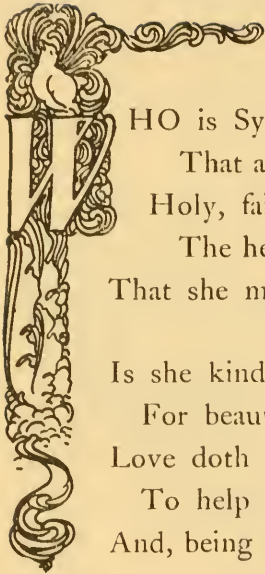 WHO is Sy
That a
Holy, fa
The he
That she m
Is she kind
For beau
Love doth
To help
And, being